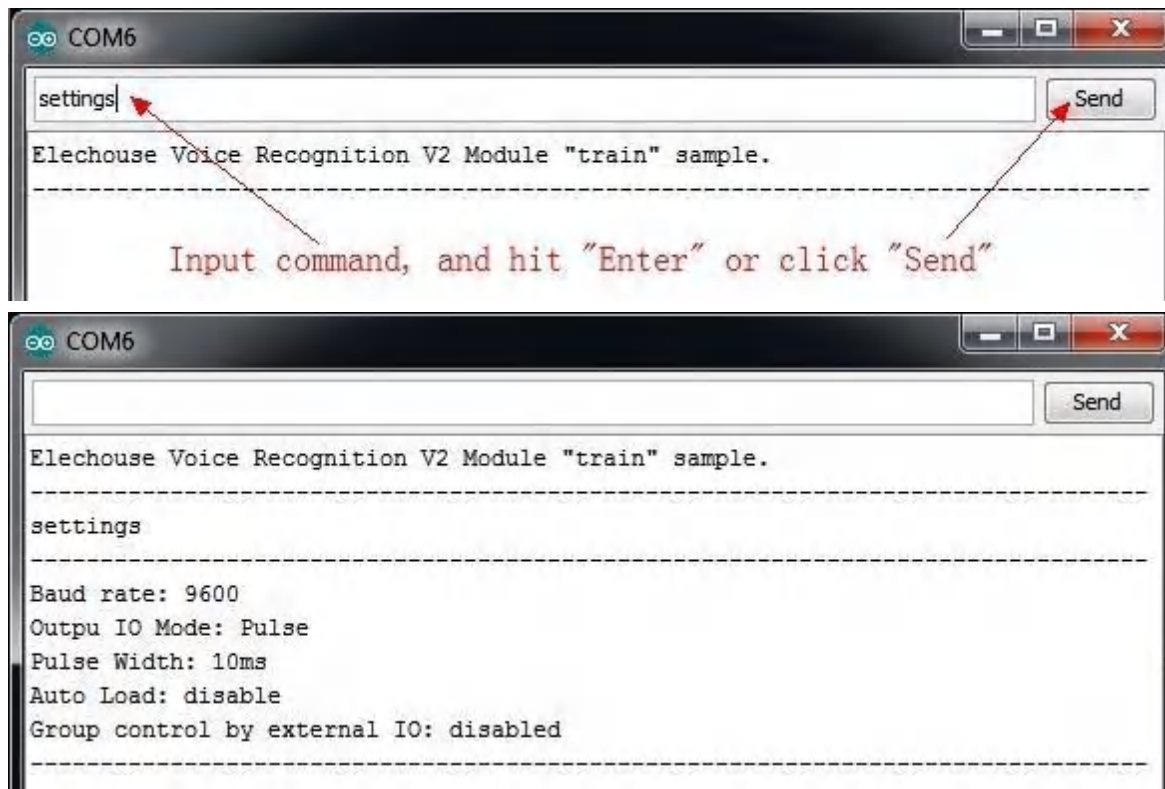 COM6
settings
Send
Elechouse Voice Recognition V2 Module "train" sample.
--------------------------------------------------------------------------------
Input command, and hit "Enter" or click "Send"
COM6
Send
Elechouse Voice Recognition V2 Module "train" sample.
--------------------------------------------------------------------------------
settings
--------------------------------------------------------------------------------
Baud rate: 9600
Outpu IO Mode: Pulse
Pulse Width: 10ms
Auto Load: disable
Group control by external IO: disabled
--------------------------------------------------------------------------------